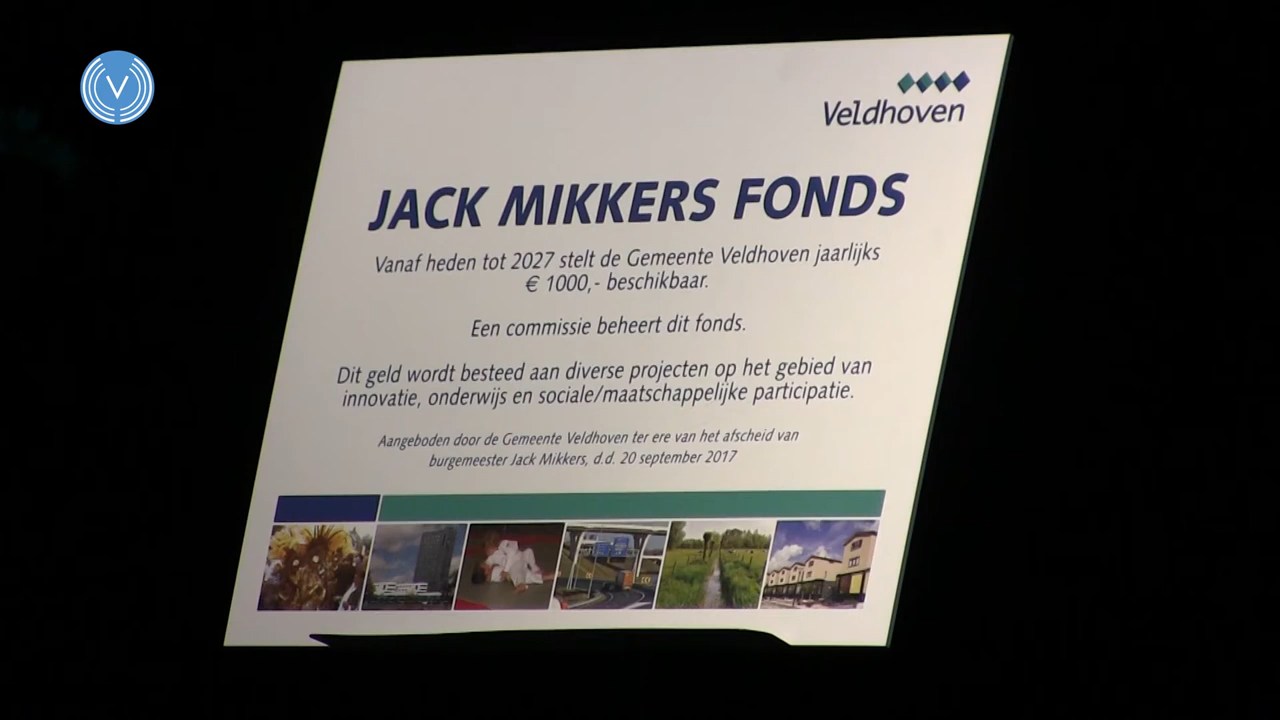 V
Veldhoven
JACK MIKKERS FONDS
Vanaf heden tot 2027 stelt de Gemeente Veldhoven jaarlijks
€ 1000,- beschikbaar.
Een commissie beheert dit fonds.
Dit geld wordt besteed aan diverse projecten op het gebied van
innovatie, onderwijs en sociale/maatschappelijke participatie.
Aangeboden door de Gemeente Veldhoven ter ere van het afscheid van
burgemeester Jack Mikkers, d.d. 20 september 2017